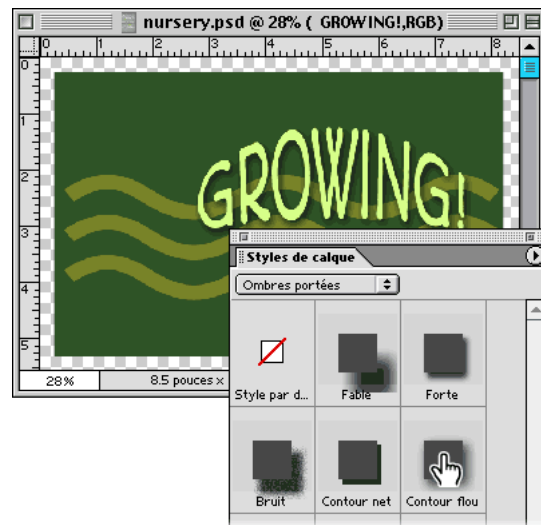 nursery.psd @ 28% ( GROWING!,RGB)
0 1 2 3 4 5 6 7 8
0
1
2
3
4
5
GROWING!
28% 8.5 pouces ×
Styles de calque
Ombres portées
Style par d... Fable Forte
Bruit Contour net Contour flou